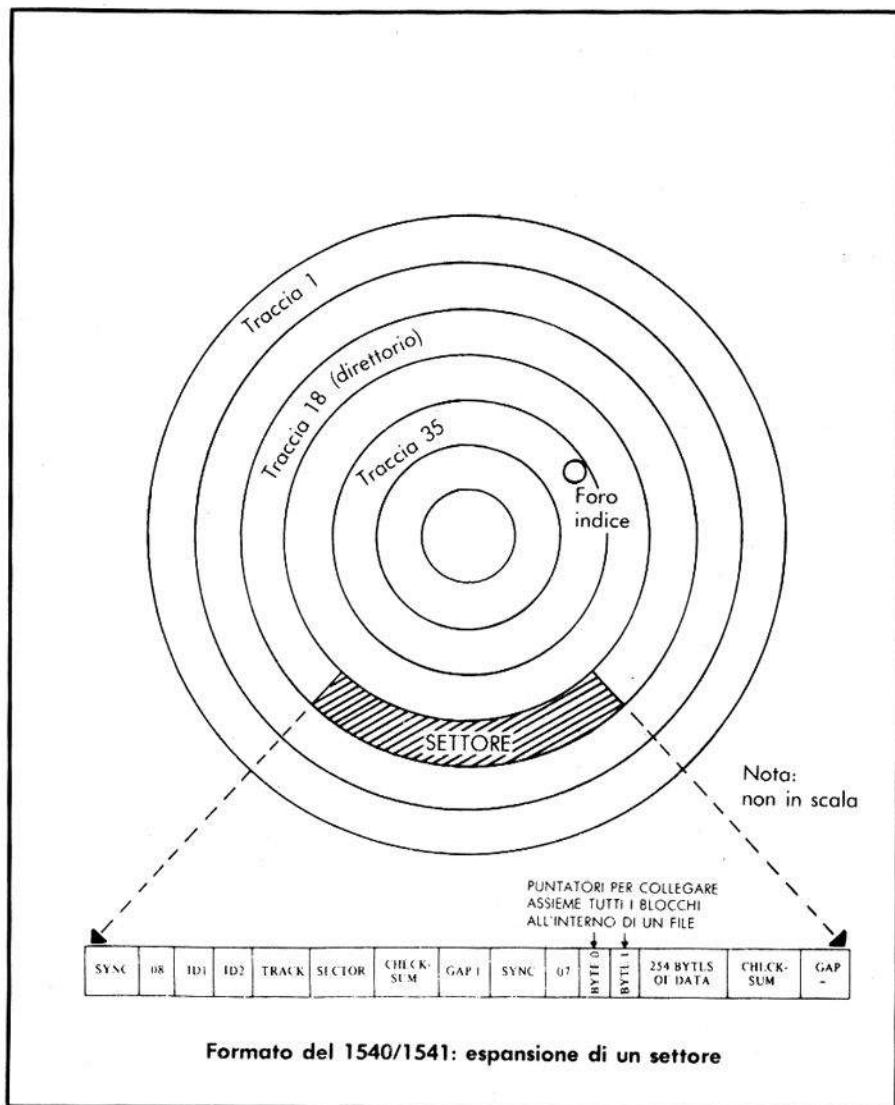 Traccia 1
Traccia 18 (direttorio)
Traccia 35
Foro
indice
SETTORE
Nota:
non in scala
PUNTATORI PER COLLEGARE
ASSIEME TUTTI I BLOCCHI
ALL'INTERNO DI UN FILE
SYNC 08 ID1 ID2 TRACK SECTOR CHECK-SUM GAP 1 SYNC 07 BYTE 0 BYTE 1 254 BYTES OF DATA CHECK-SUM GAP
Formato del 1540/1541: espansione di un settore